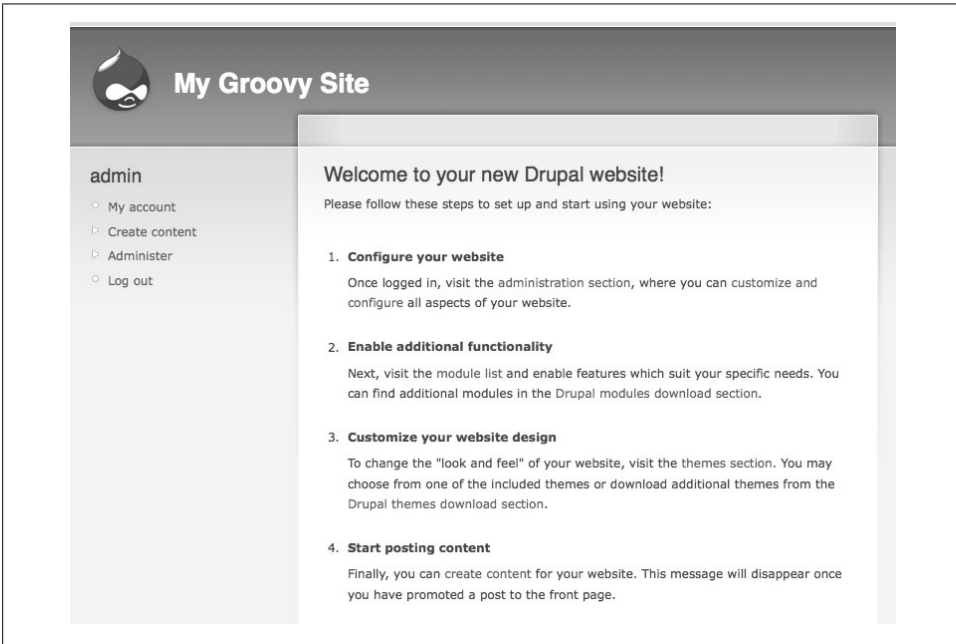 My Groovy Site
admin
My account
Create content
Administer
Log out
Welcome to your new Drupal website!
Please follow these steps to set up and start using your website:
1. Configure your website
Once logged in, visit the administration section, where you can customize and
configure all aspects of your website.
2. Enable additional functionality
Next, visit the module list and enable features which suit your specific needs. You
can find additional modules in the Drupal modules download section.
3. Customize your website design
To change the "look and feel" of your website, visit the themes section. You may
choose from one of the included themes or download additional themes from the
Drupal themes download section.
4. Start posting content
Finally, you can create content for your website. This message will disappear once
you have promoted a post to the front page.